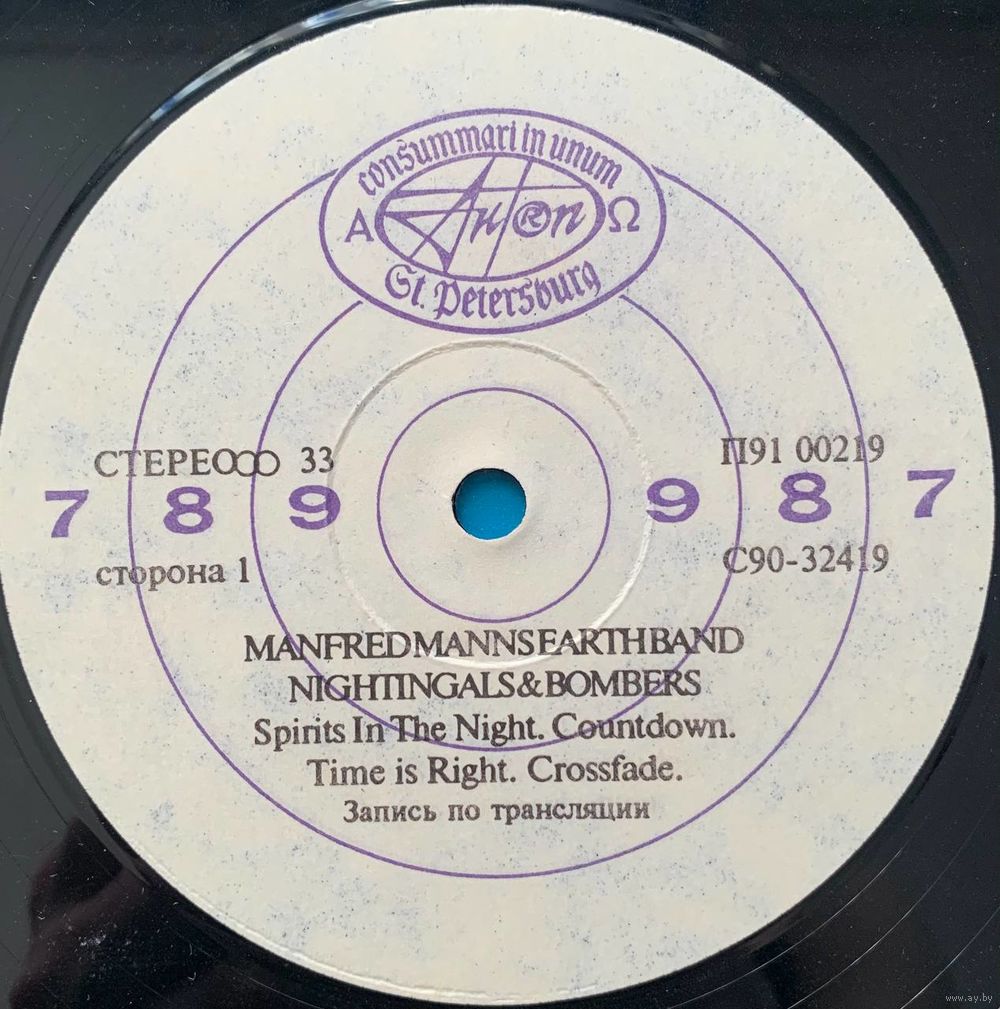 consummari in unum
Α Ant®n Ω
St. Petersburg
СТЕРЕО 33
П91 00219
7 8 9 9 8 7
сторона 1
С90-32419
MANFRED MANNS EARTH BAND
NIGHTINGALS & BOMBERS
Spirits In The Night. Countdown.
Time is Right. Crossfade.
Запись по трансляции
www.ay.by